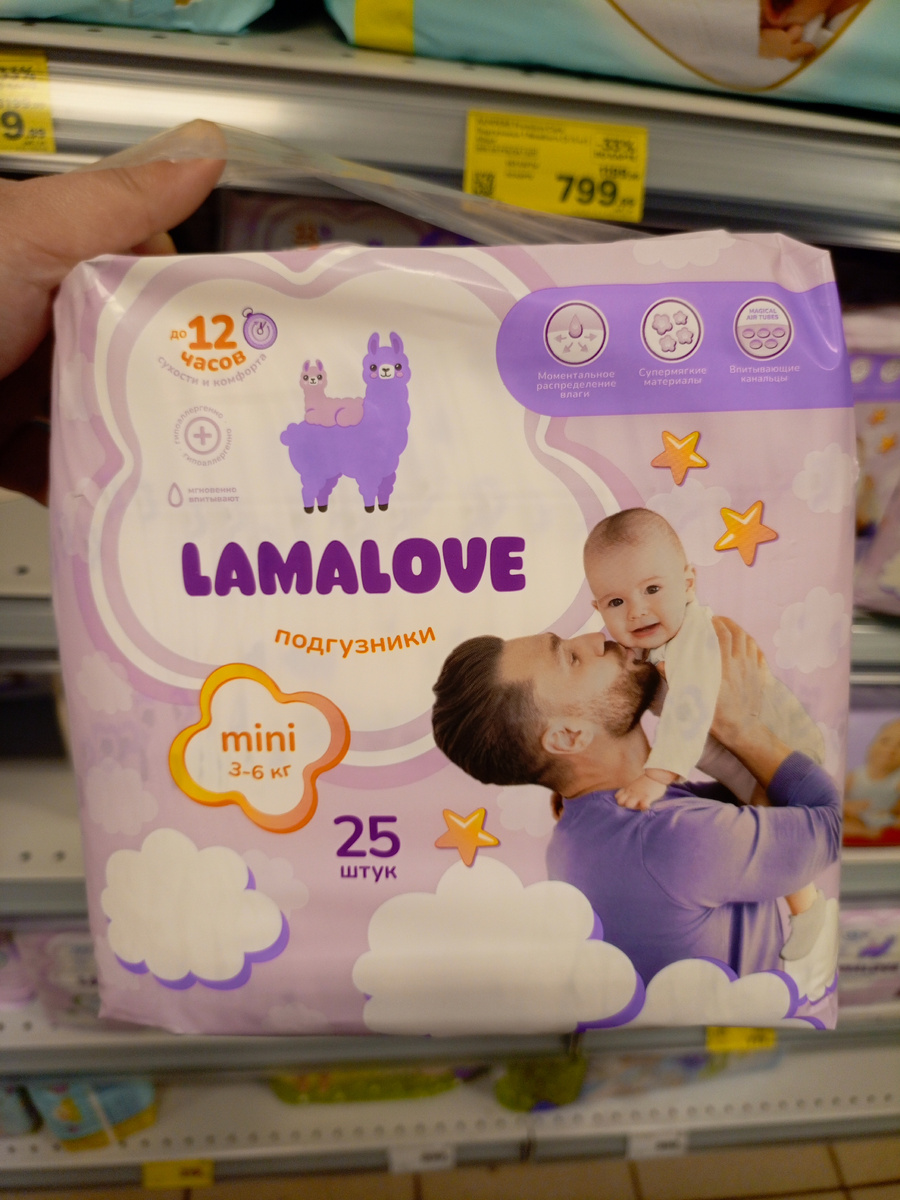 -33%
799
до 12
часов
сухости и комфорта
гипоаллергенно
гипоаллергенно
мгновенно
впитывают
MAGICAL
AIR TUBES
Моментальное
распределение
влаги
Супермягкие
материалы
Впитывающие
канальцы
LAMALOVE
подгузники
mini
3-6 кг
25
штук